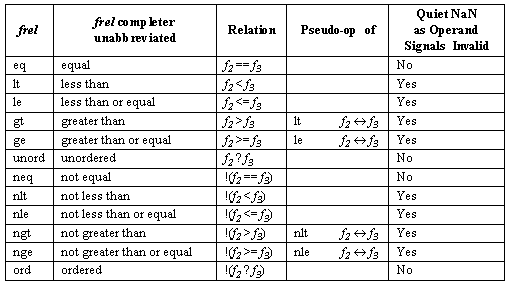 frel frel completer unabbreviated Relation Pseudo-op of Quiet NaN as Operand Signals Invalid
eq equal f2 == f3 No
lt less than f2 < f3 Yes
le less than or equal f2 <= f3 Yes
gt greater than f2 > f3 lt f2 ↔ f3 Yes
ge greater than or equal f2 >= f3 le f2 ↔ f3 Yes
unord unordered f2 ? f3 No
neq not equal !(f2 == f3) No
nlt not less than !(f2 < f3) Yes
nle not less than or equal !(f2 <= f3) Yes
ngt not greater than !(f2 > f3) nlt f2 ↔ f3 Yes
nge not greater than or equal !(f2 >= f3) nle f2 ↔ f3 Yes
ord ordered !(f2 ? f3) No